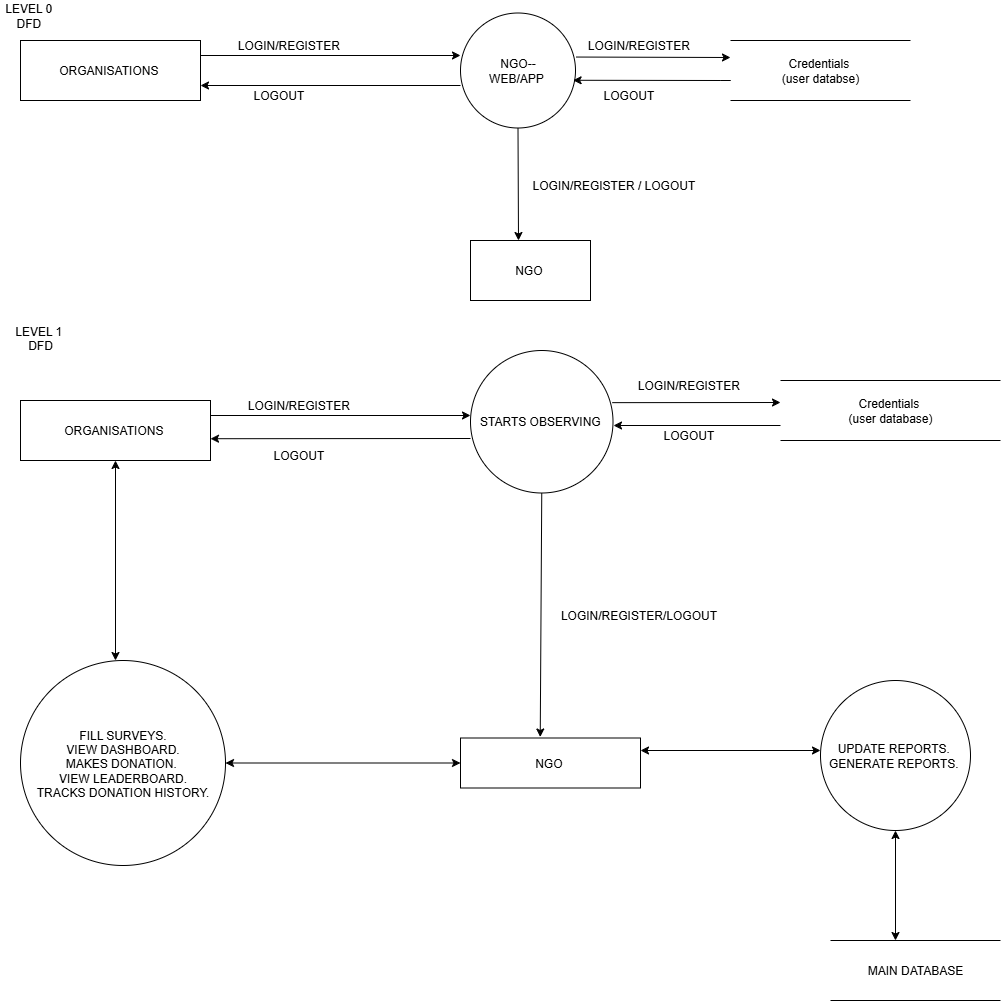 LEVEL 0
DFD
ORGANISATIONS
LOGIN/REGISTER
LOGOUT
NGO--
WEB/APP
LOGIN/REGISTER
LOGOUT
Credentials
(user databse)
LOGIN/REGISTER / LOGOUT
NGO
LEVEL 1
DFD
ORGANISATIONS
LOGIN/REGISTER
LOGOUT
STARTS OBSERVING
LOGIN/REGISTER
LOGOUT
Credentials
(user database)
LOGIN/REGISTER/LOGOUT
FILL SURVEYS.
VIEW DASHBOARD.
MAKES DONATION.
VIEW LEADERBOARD.
TRACKS DONATION HISTORY.
NGO
UPDATE REPORTS.
GENERATE REPORTS.
MAIN DATABASE